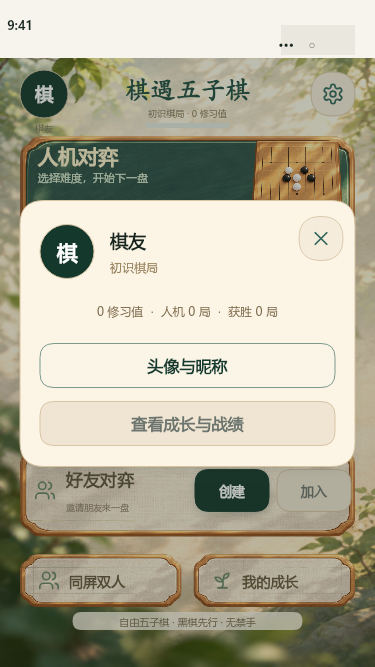 9:41
棋
棋遇五子棋
初识棋局 · 0 修习值
棋友
人机对弈
选择难度，开始下一盘
棋
棋友
初识棋局
0 修习值 · 人机 0 局 · 获胜 0 局
头像与昵称
查看成长与战绩
好友对弈
邀请朋友来一盘
创建
加入
同屏双人
我的成长
自由五子棋 · 黑棋先行 · 无禁手